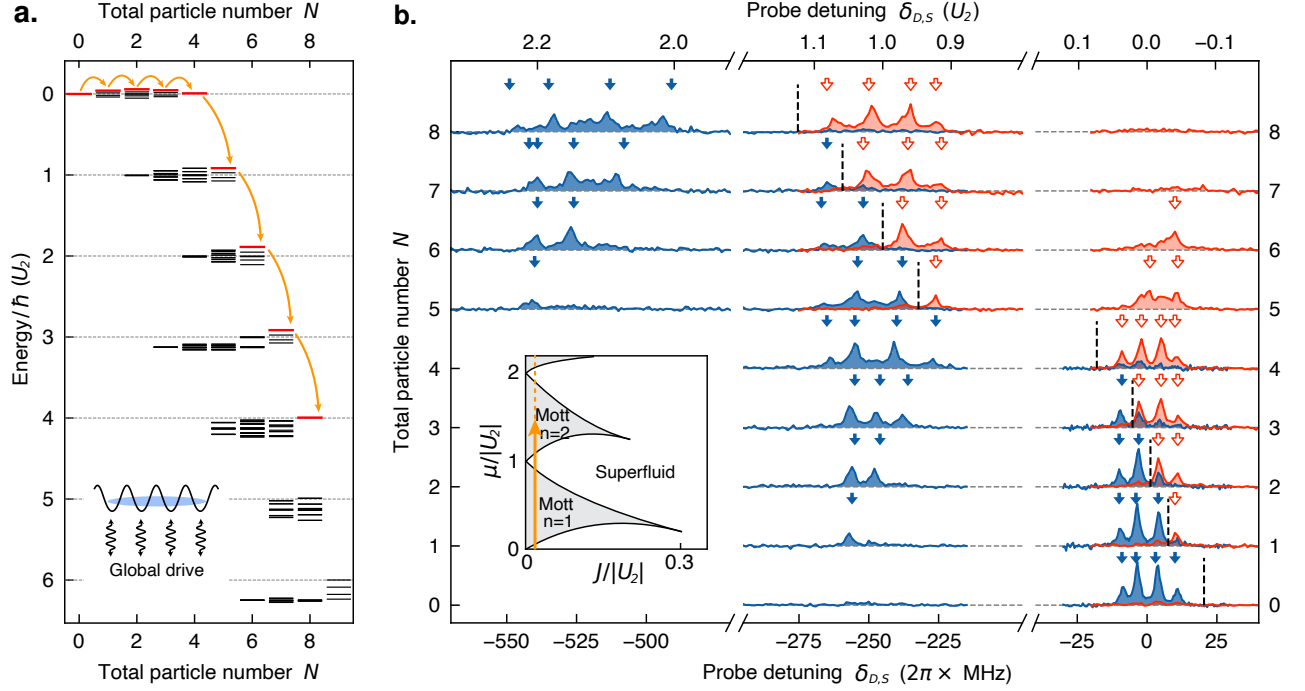 a.
Total particle number N
0 2 4 6 8
Energy/ħ (U2)
0
1
2
3
4
5
6
Global drive
0 2 4 6 8
Total particle number N
b.
Probe detuning δD,S (U2)
2.2 2.0 1.1 1.0 0.9 0.1 0.0 −0.1
Total particle number N
8 8
7 7
6 6
5 5
4 4
3 3
2 2
1 1
0 0
μ/|U2|
2
Mott
n=2
1
Superfluid
Mott
n=1
0
0 0.3
J/|U2|
−550 −525 −500 −275 −250 −225 −25 0 25
Probe detuning δD,S (2π × MHz)